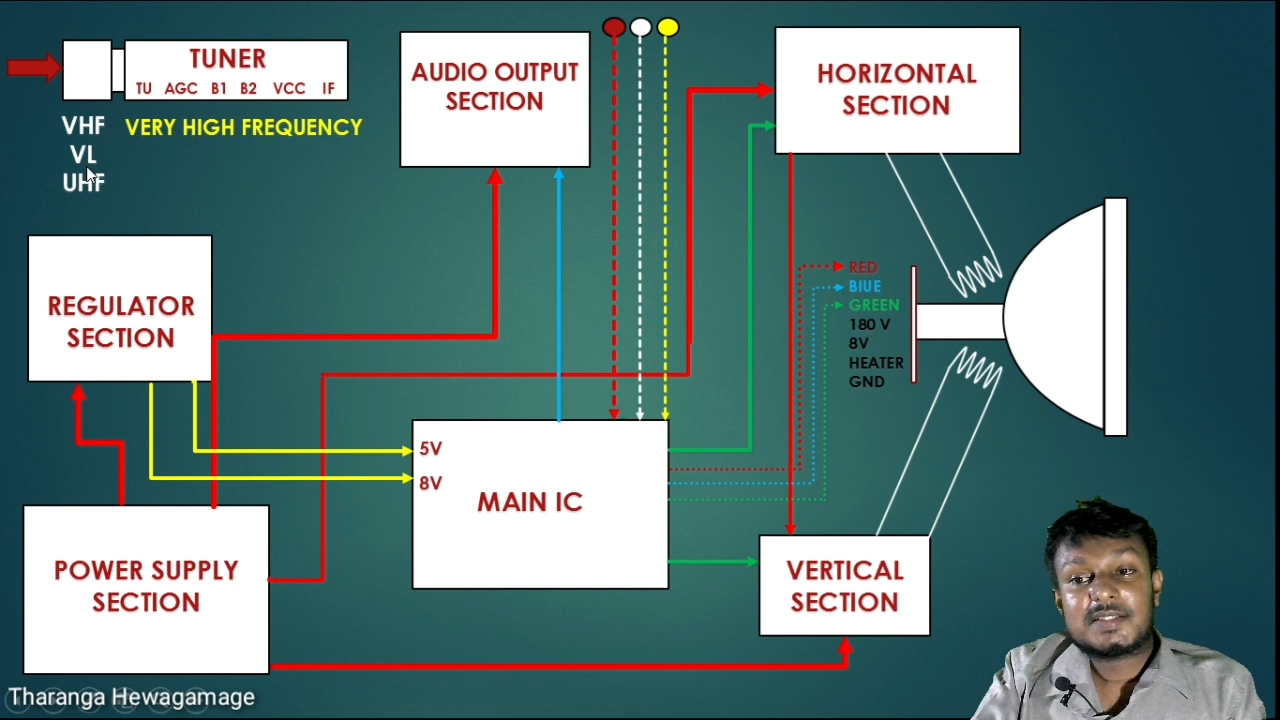 TUNER
TU AGC B1 B2 VCC IF
VHF
VL
UHF
VERY HIGH FREQUENCY
AUDIO OUTPUT
SECTION
HORIZONTAL
SECTION
REGULATOR
SECTION
RED
BlUE
GREEN
180 V
8V
HEATER
GND
5V
8V
MAIN IC
POWER SUPPLY
SECTION
VERTICAL
SECTION
Tharanga Hewagamage